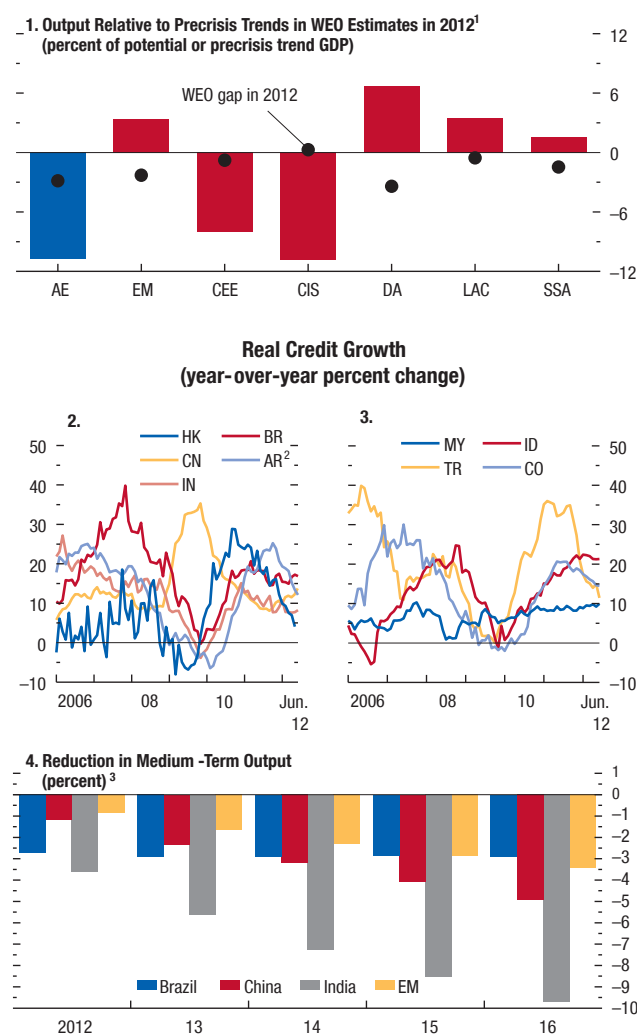 1. Output Relative to Precrisis Trends in WEO Estimates in 2012¹
(percent of potential or precrisis trend GDP)
12
6
0
–6
–12
WEO gap in 2012
AE EM CEE CIS DA LAC SSA
Real Credit Growth
(year-over-year percent change)
2.
HK BR
CN AR²
IN
50
40
30
20
10
0
–10
2006 08 10 Jun.
12
3.
MY ID
TR CO
50
40
30
20
10
0
–10
2006 08 10 Jun.
12
4. Reduction in Medium -Term Output
(percent) ³
1
0
–1
–2
–3
–4
–5
–6
–7
–8
–9
–10
Brazil China India EM
2012 13 14 15 16